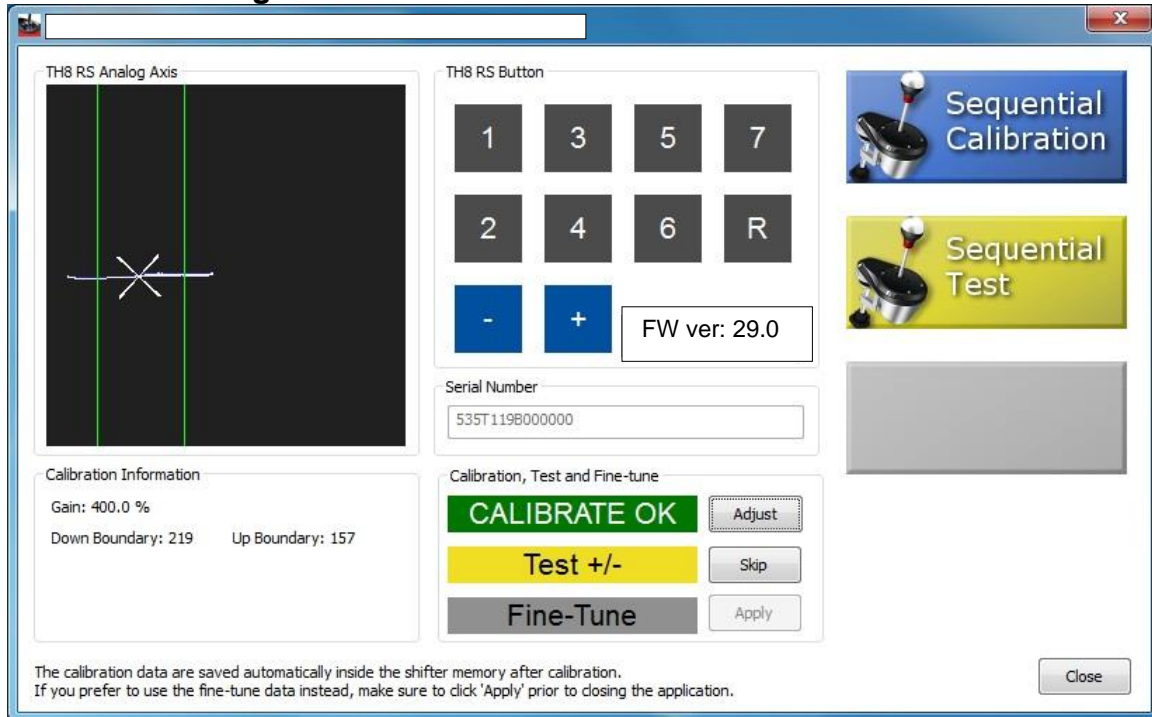 TH8 RS Analog Axis
TH8 RS Button
1 3 5 7
2 4 6 R
- +
FW ver: 29.0
Sequential
Calibration
Sequential
Test
Serial Number
535T119B000000
Calibration Information
Gain: 400.0 %
Down Boundary: 219 Up Boundary: 157
Calibration, Test and Fine-tune
CALIBRATE OK Adjust
Test +/- Skip
Fine-Tune Apply
The calibration data are saved automatically inside the shifter memory after calibration.
If you prefer to use the fine-tune data instead, make sure to click 'Apply' prior to closing the application.
Close